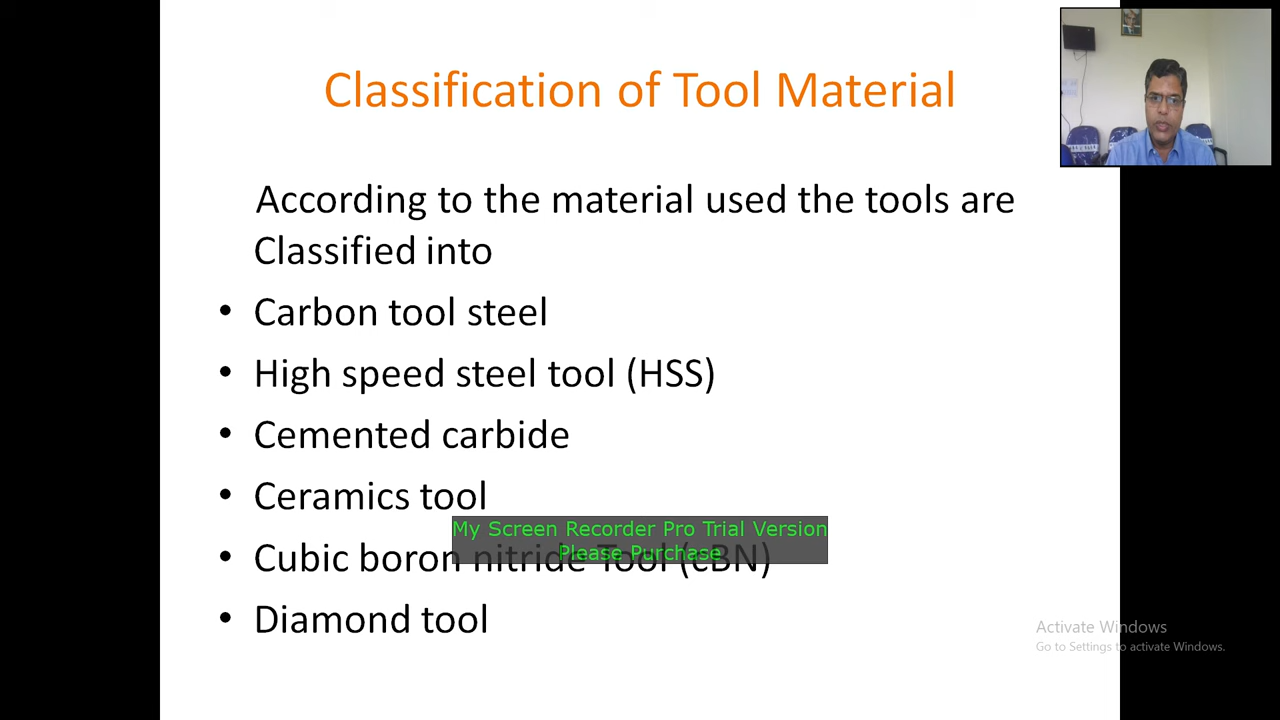 Classification of Tool Material
According to the material used the tools are
Classified into
• Carbon tool steel
• High speed steel tool (HSS)
• Cemented carbide
• Ceramics tool
My Screen Recorder Pro Trial Version
Please Purchase
• Cubic boron nitride Tool (cBN)
• Diamond tool
Activate Windows
Go to Settings to activate Windows.